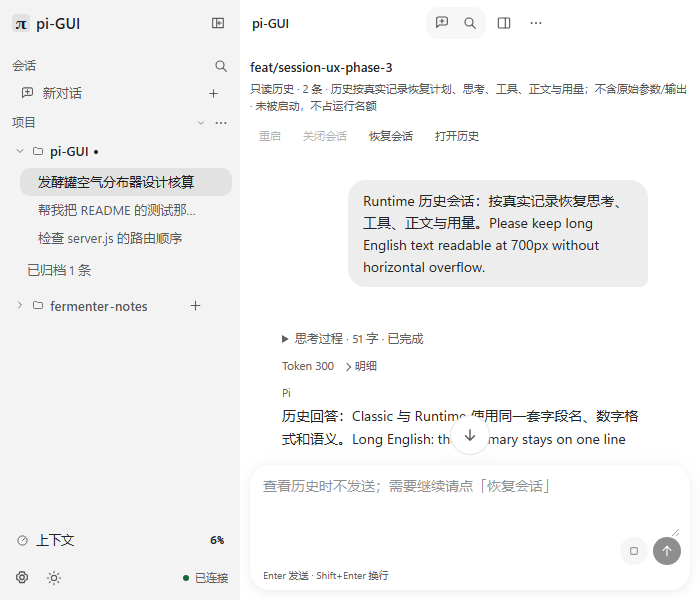 π pi-GUI
会话
新对话
项目
pi-GUI
发酵罐空气分布器设计核算
帮我把 README 的测试那...
检查 server.js 的路由顺序
已归档 1 条
fermenter-notes
上下文 6%
已连接
pi-GUI
feat/session-ux-phase-3
只读历史 · 2 条 · 历史按真实记录恢复计划、思考、工具、正文与用量；不含原始参数/输出
· 未被启动，不占运行名额
重启 关闭会话 恢复会话 打开历史
Runtime 历史会话：按真实记录恢复思考、
工具、正文与用量。Please keep long
English text readable at 700px without
horizontal overflow.
思考过程 · 51 字 · 已完成
Token 300 明细
Pi
历史回答：Classic 与 Runtime 使用同一套字段名、数字格
式和语义。Long English: mary stays on one line
查看历史时不发送；需要继续请点「恢复会话」
Enter 发送 · Shift+Enter 换行